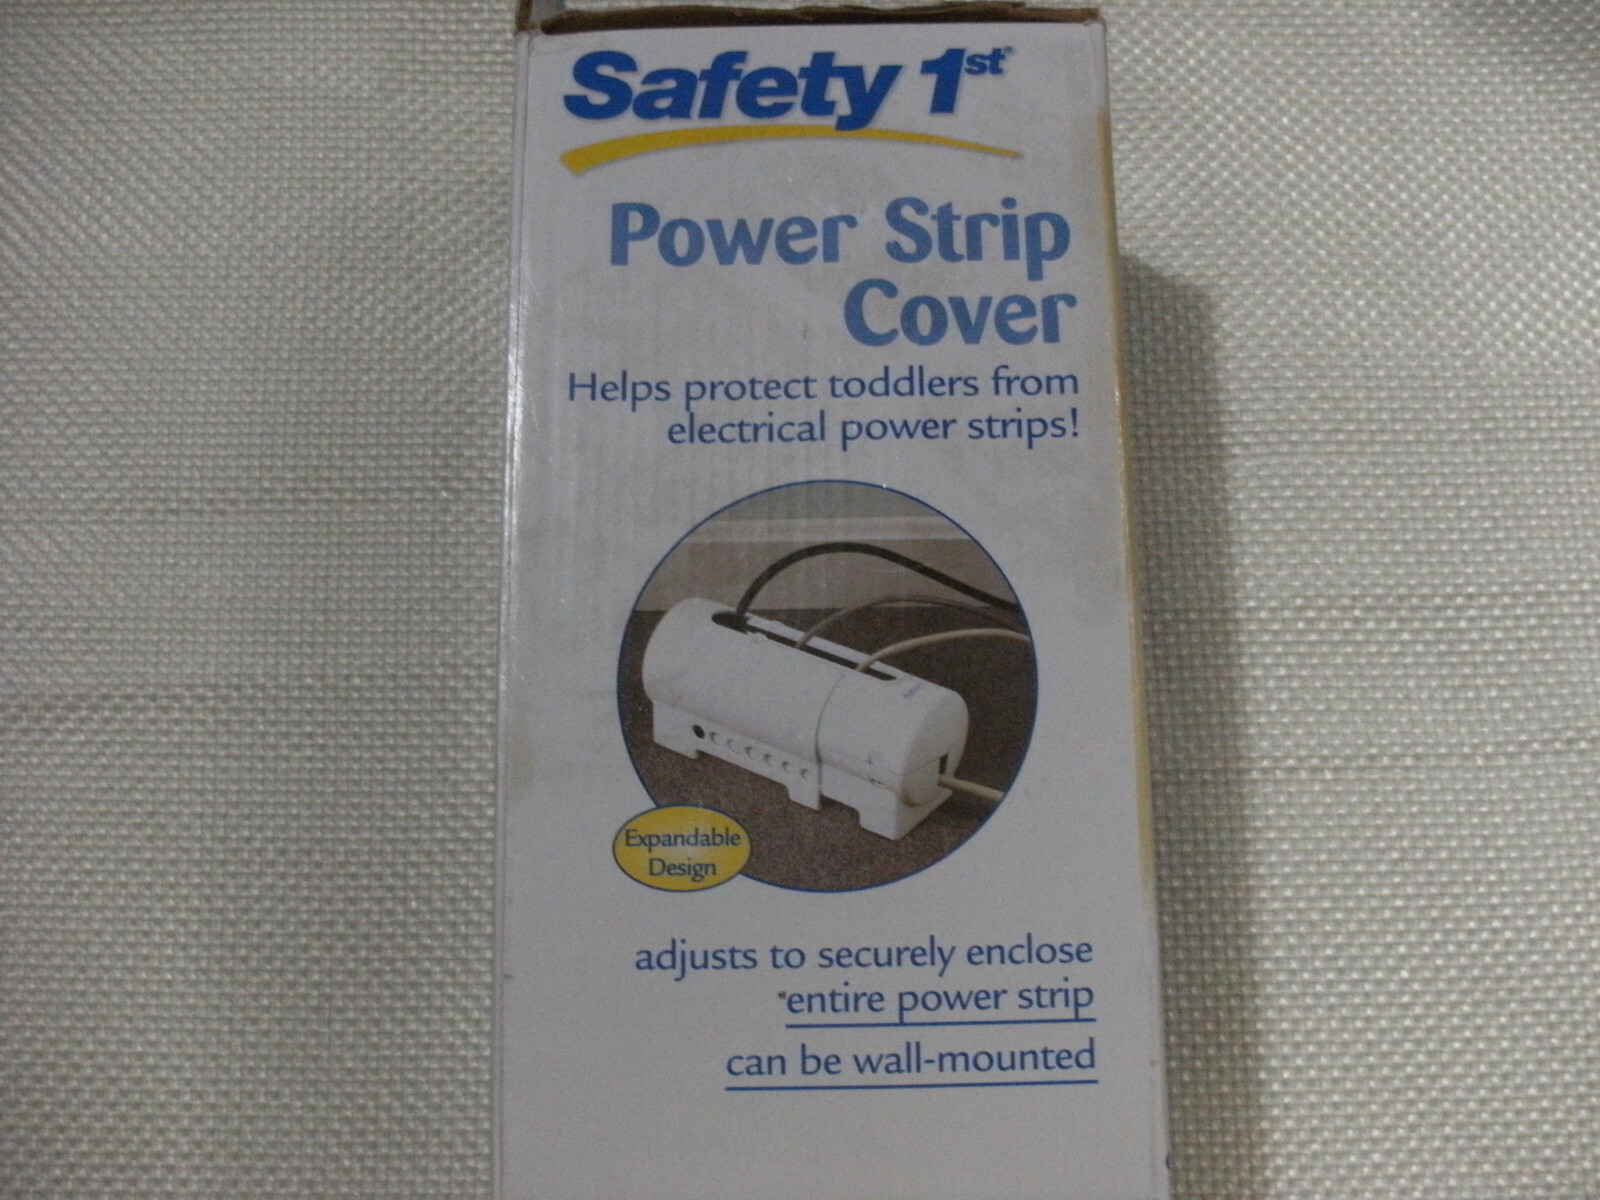 Safety 1st®
Power Strip
Cover
Helps protect toddlers from
electrical power strips!
Expandable
Design
adjusts to securely enclose
entire power strip
can be wall-mounted